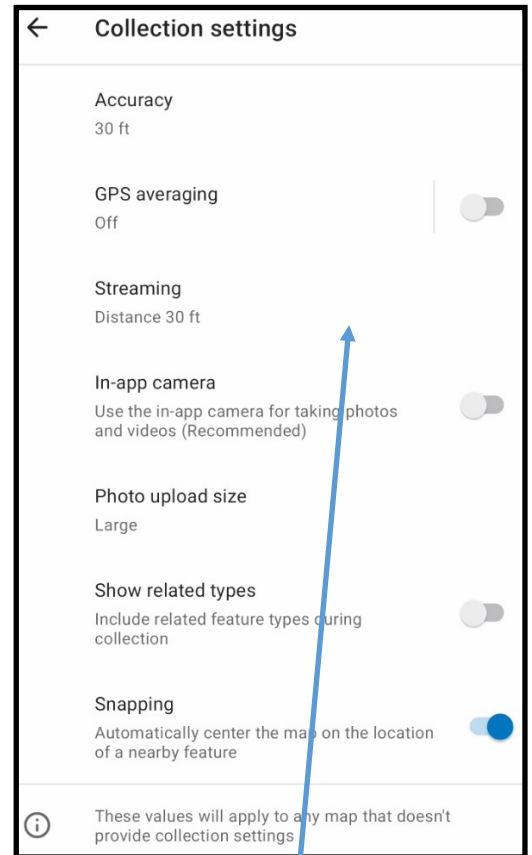 Collection settings
Accuracy
30 ft
GPS averaging
Off
Streaming
Distance 30 ft
In-app camera
Use the in-app camera for taking photos
and videos (Recommended)
Photo upload size
Large
Show related types
Include related feature types during
collection
Snapping
Automatically center the map on the location
of a nearby feature
These values will apply to any map that doesn't
provide collection settings